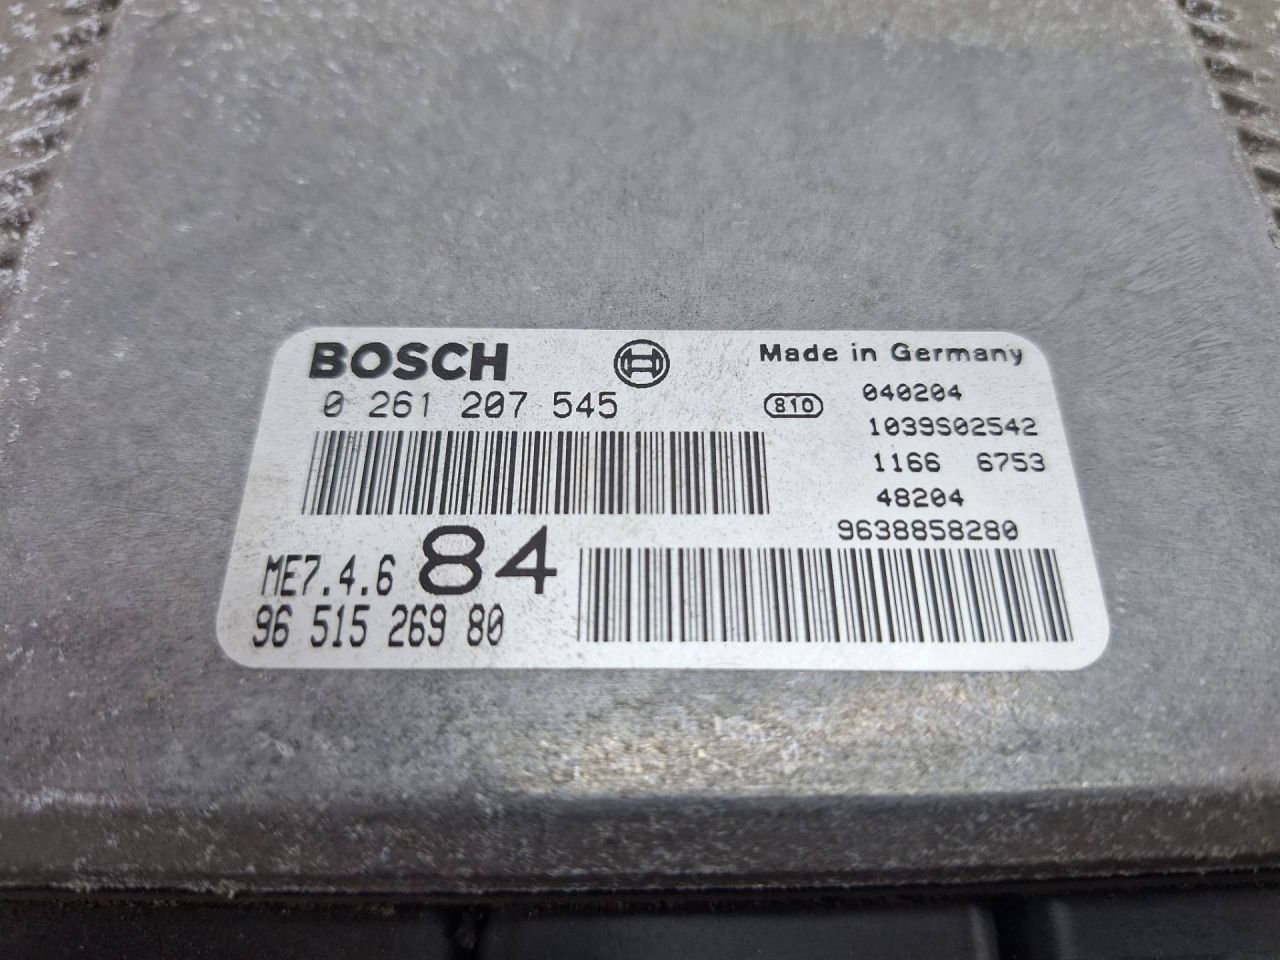 BOSCH
Made in Germany
0 261 207 545
810
040204
1039S02542
1166 6753
48204
9638858280
ME7.4.6 84
96 515 269 80